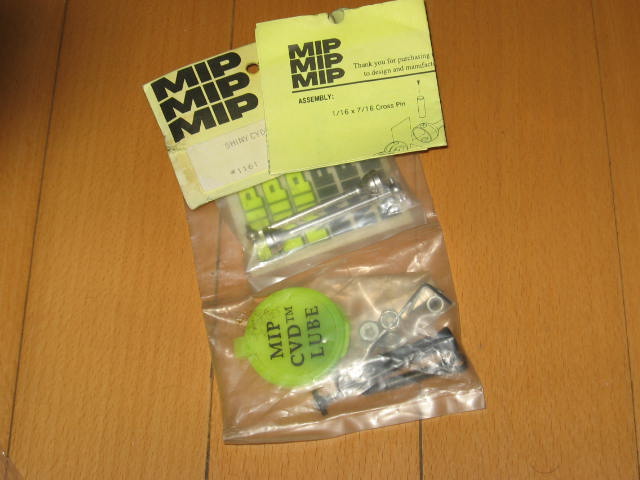 MIP
MIP
MIP
SHINY CVD
#1161
MIP
MIP
MIP
Thank you for purchasing
to design and manufact
ASSEMBLY:
1/16 x 7/16 Cross Pin
MIP
CVD™
LUBE